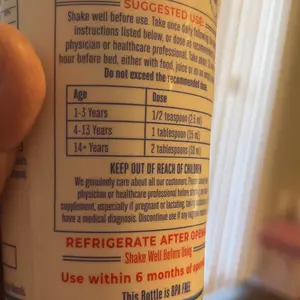 SUGGESTED USE:
Shake well before use. Take once daily following
instructions listed below, or dose as recommended
physician or healthcare professional. Take
hour before bed, either with food, juice or
Do not exceed the recommended dose.
Age Dose
1-3 Years 1/2 teaspoon (2.5 ml)
4-13 Years 1 tablespoon (15 ml)
14+ Years 2 tablespoons (30 ml)
KEEP OUT OF REACH OF CHILDREN
We genuinely care about all our customers.
physician or healthcare professional before
supplement, especially if pregnant or lactating,
have a medical diagnosis. Discontinue use if any
REFRIGERATE AFTER OPENING
Shake Well Before Using
Use within 6 months of
This Bottle is BPA FREE